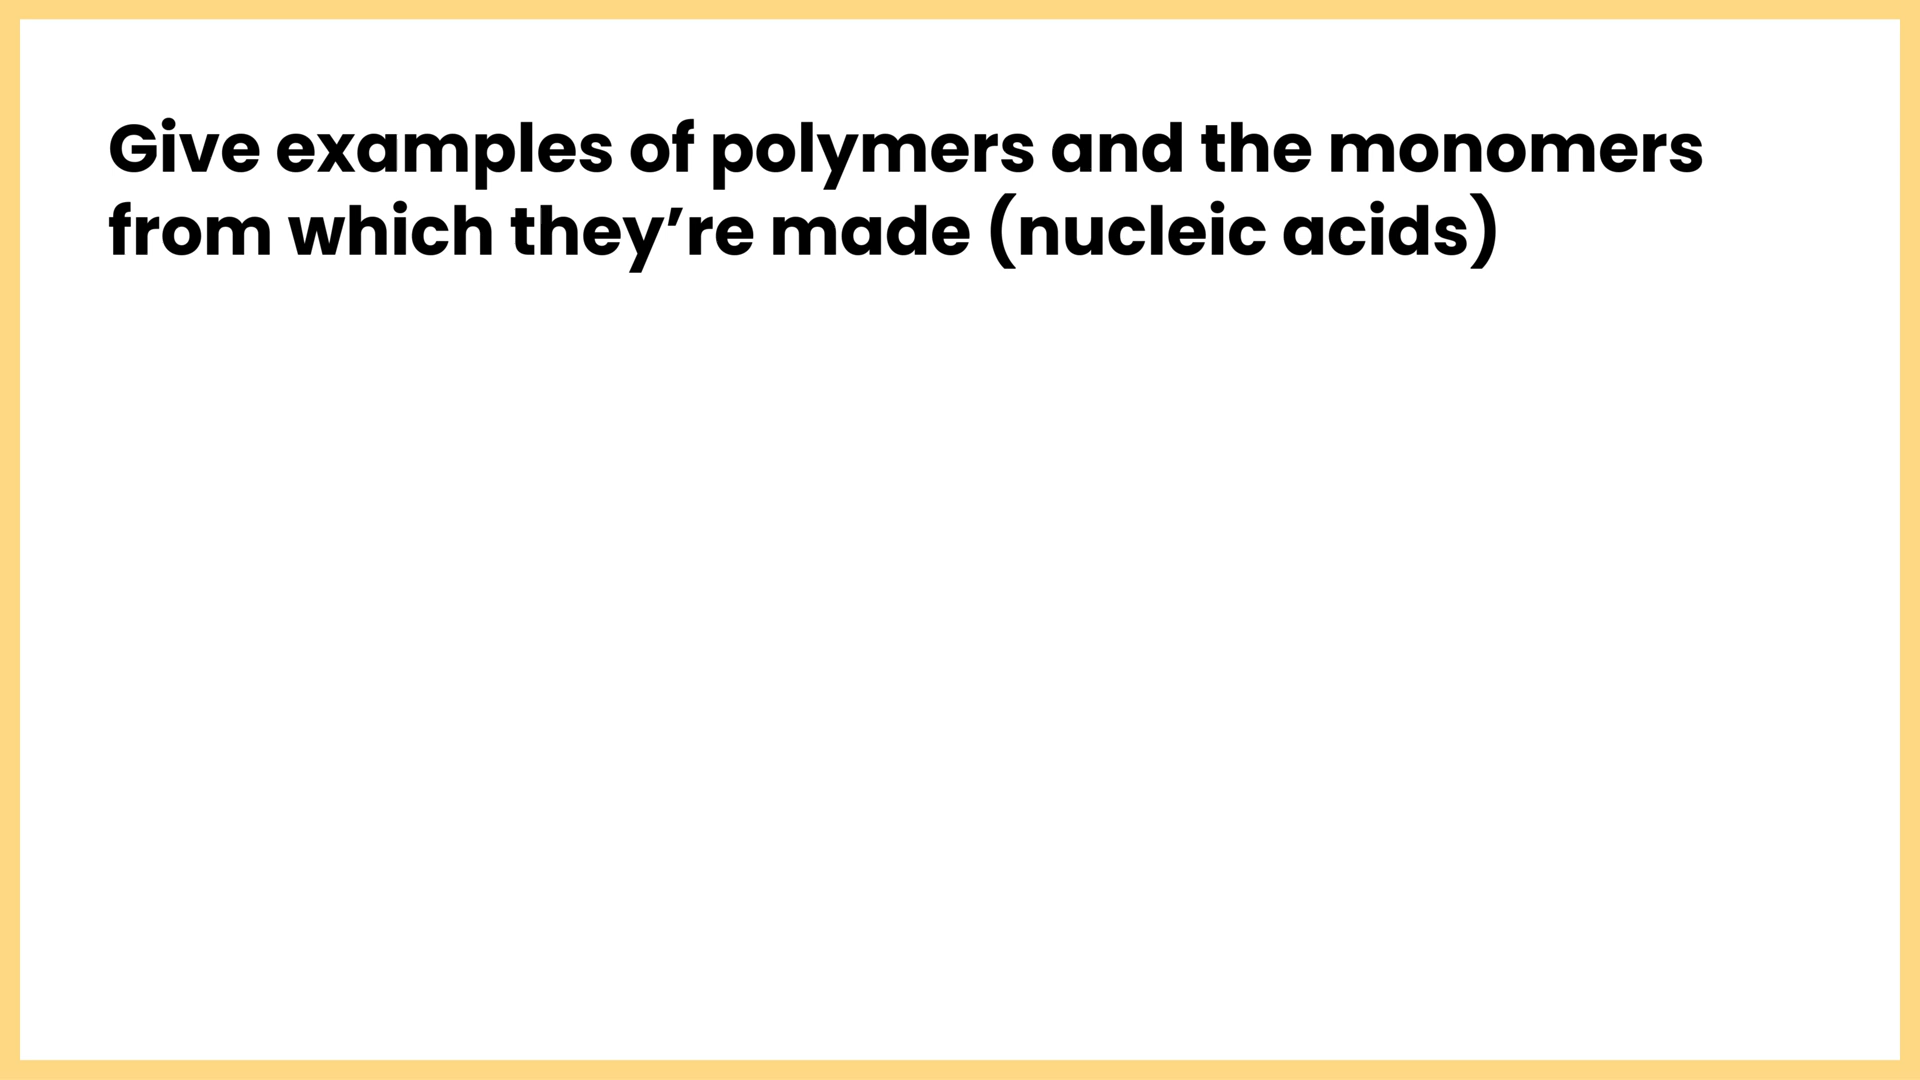 Give examples of polymers and the monomers
from which they’re made (nucleic acids)